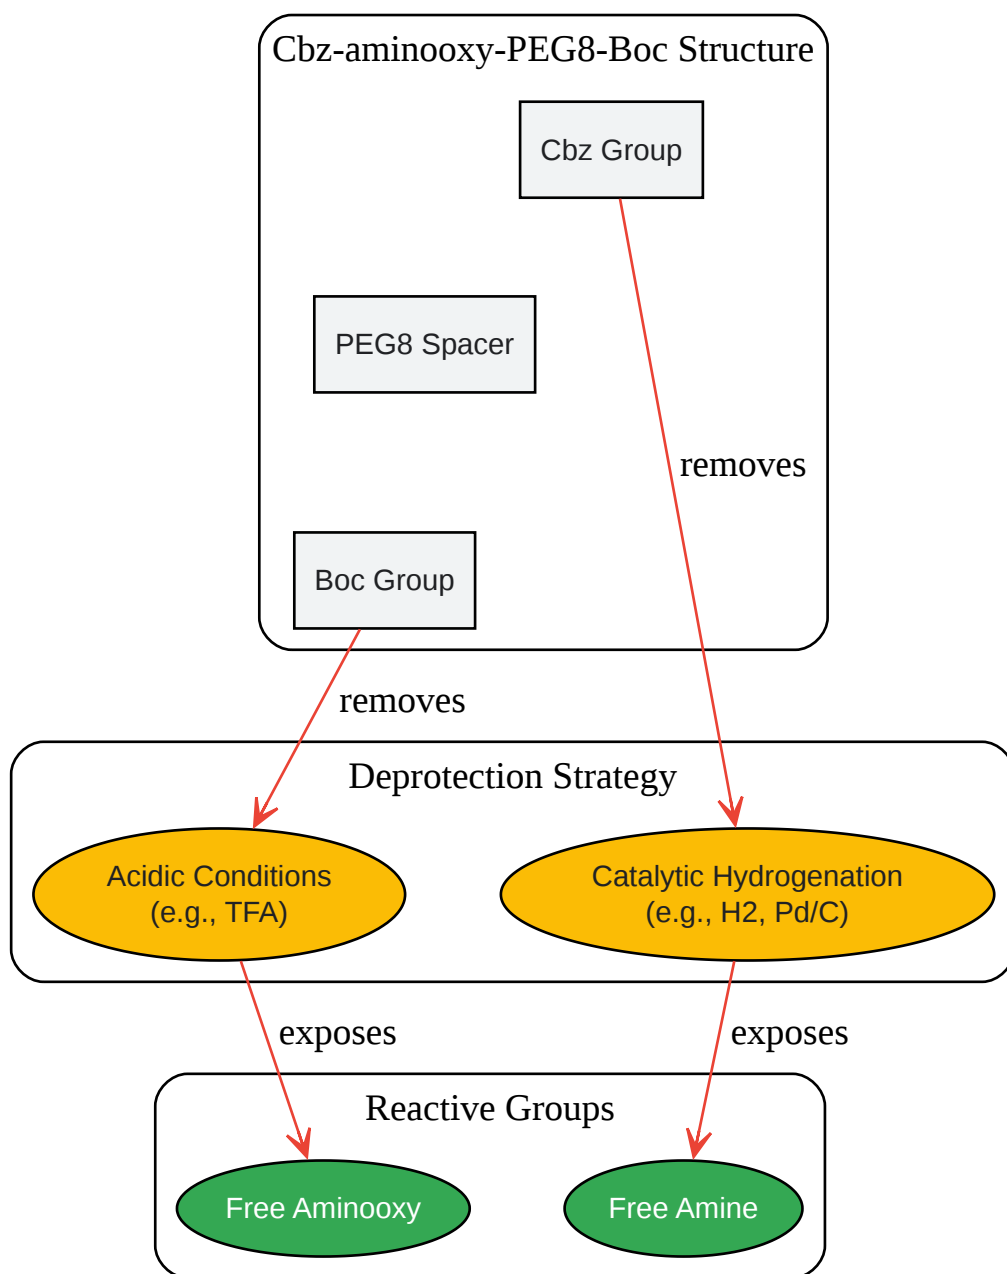 Cbz-aminooxy-PEG8-Boc Structure
Cbz Group
PEG8 Spacer
removes
Boc Group
removes
Deprotection Strategy
Acidic Conditions
(e.g., TFA)
Catalytic Hydrogenation
(e.g., H2, Pd/C)
exposes
exposes
Reactive Groups
Free Aminooxy
Free Amine